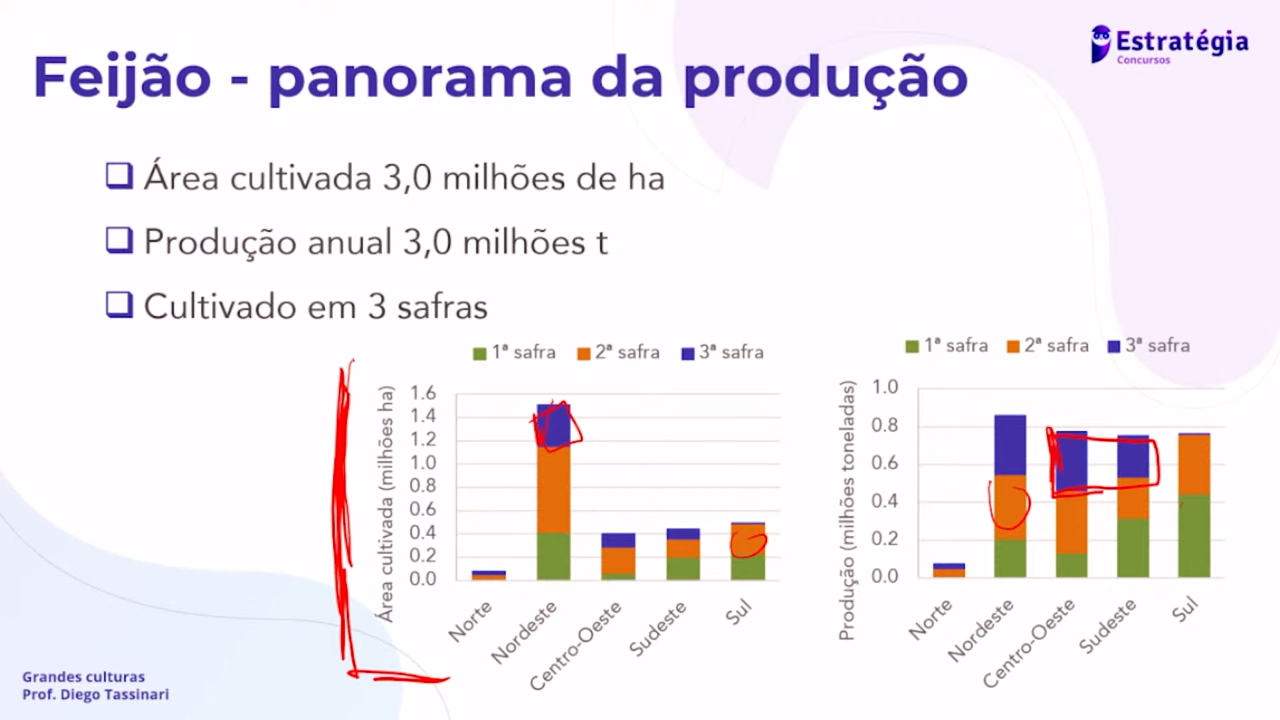 Estratégia
Concursos
Feijão - panorama da produção
Área cultivada 3,0 milhões de ha
Produção anual 3,0 milhões t
Cultivado em 3 safras
1ª safra 2ª safra 3ª safra
Área cultivada (milhões ha)
1.6
1.4
1.2
1.0
0.8
0.6
0.4
0.2
0.0
Norte
Nordeste
Centro-Oeste
Sudeste
Sul
1ª safra 2ª safra 3ª safra
Produção (milhões toneladas)
1.0
0.8
0.6
0.4
0.2
0.0
Norte
Nordeste
Centro-Oeste
Sudeste
Sul
Grandes culturas
Prof. Diego Tassinari